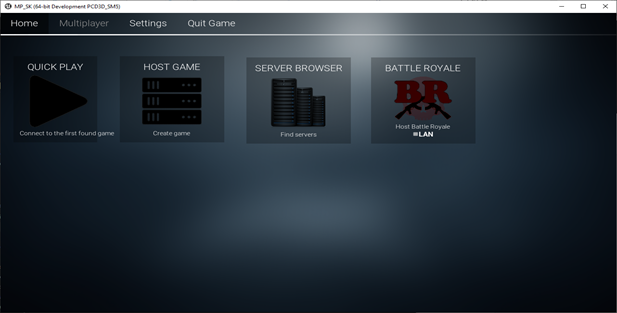 MP_SK (64-bit Development PCD3D_SM5)
Home Multiplayer Settings Quit Game
QUICK PLAY
Connect to the first found game
HOST GAME
Create game
SERVER BROWSER
Find servers
BATTLE ROYALE
BR
Host Battle Royale
LAN